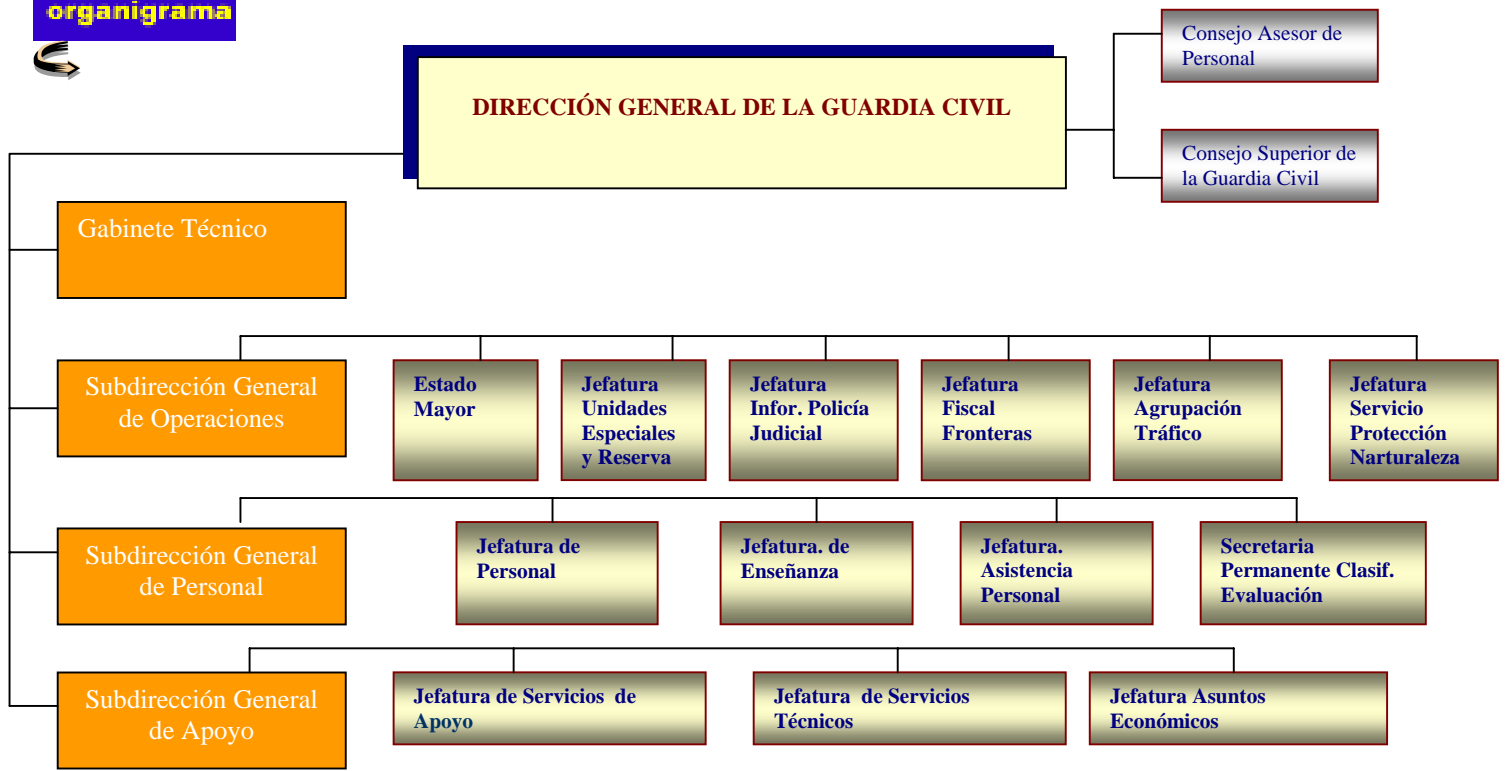 organigrama
DIRECCIÓN GENERAL DE LA GUARDIA CIVIL
Consejo Asesor de
Personal
Consejo Superior de
la Guardia Civil
Gabinete Técnico
Subdirección General
de Operaciones
Estado
Mayor
Jefatura
Unidades
Especiales
y Reserva
Jefatura
Infor. Policía
Judicial
Jefatura
Fiscal
Fronteras
Jefatura
Agrupación
Tráfico
Jefatura
Servicio
Protección
Narturaleza
Subdirección General
de Personal
Jefatura de
Personal
Jefatura. de
Enseñanza
Jefatura.
Asistencia
Personal
Secretaria
Permanente Clasif.
Evaluación
Subdirección General
de Apoyo
Jefatura de Servicios de
Apoyo
Jefatura de Servicios
Técnicos
Jefatura Asuntos
Económicos